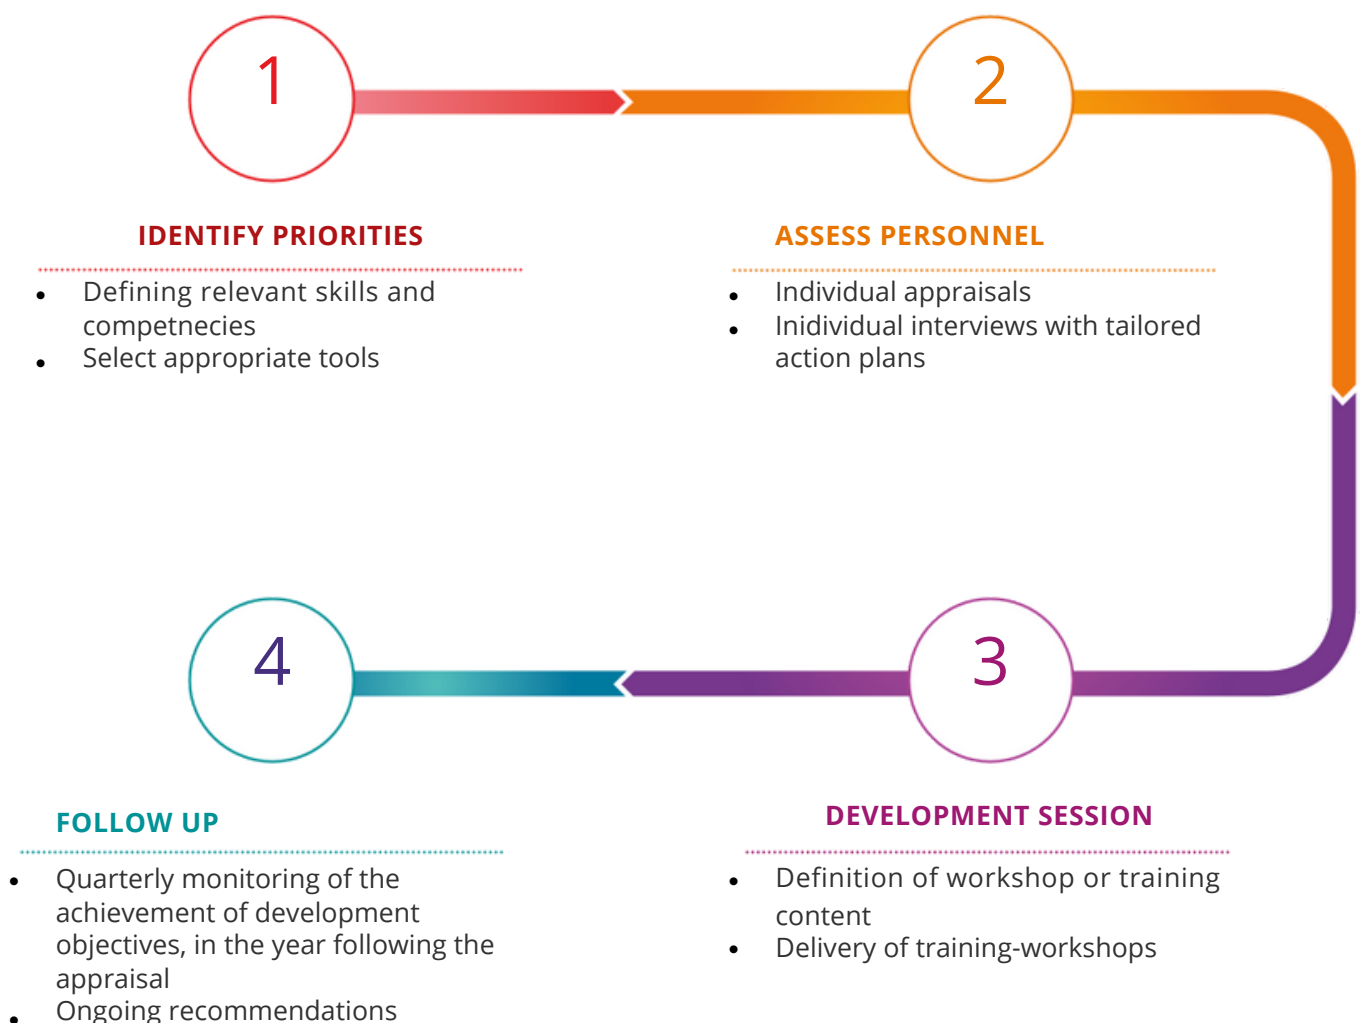 1
2
IDENTIFY PRIORITIES
• Defining relevant skills and
competnecies
• Select appropriate tools
ASSESS PERSONNEL
• Individual appraisals
• Inidividual interviews with tailored
action plans
3
DEVELOPMENT SESSION
• Definition of workshop or training
content
• Delivery of training-workshops
4
FOLLOW UP
• Quarterly monitoring of the
achievement of development
objectives, in the year following the
appraisal
• Ongoing recommendations